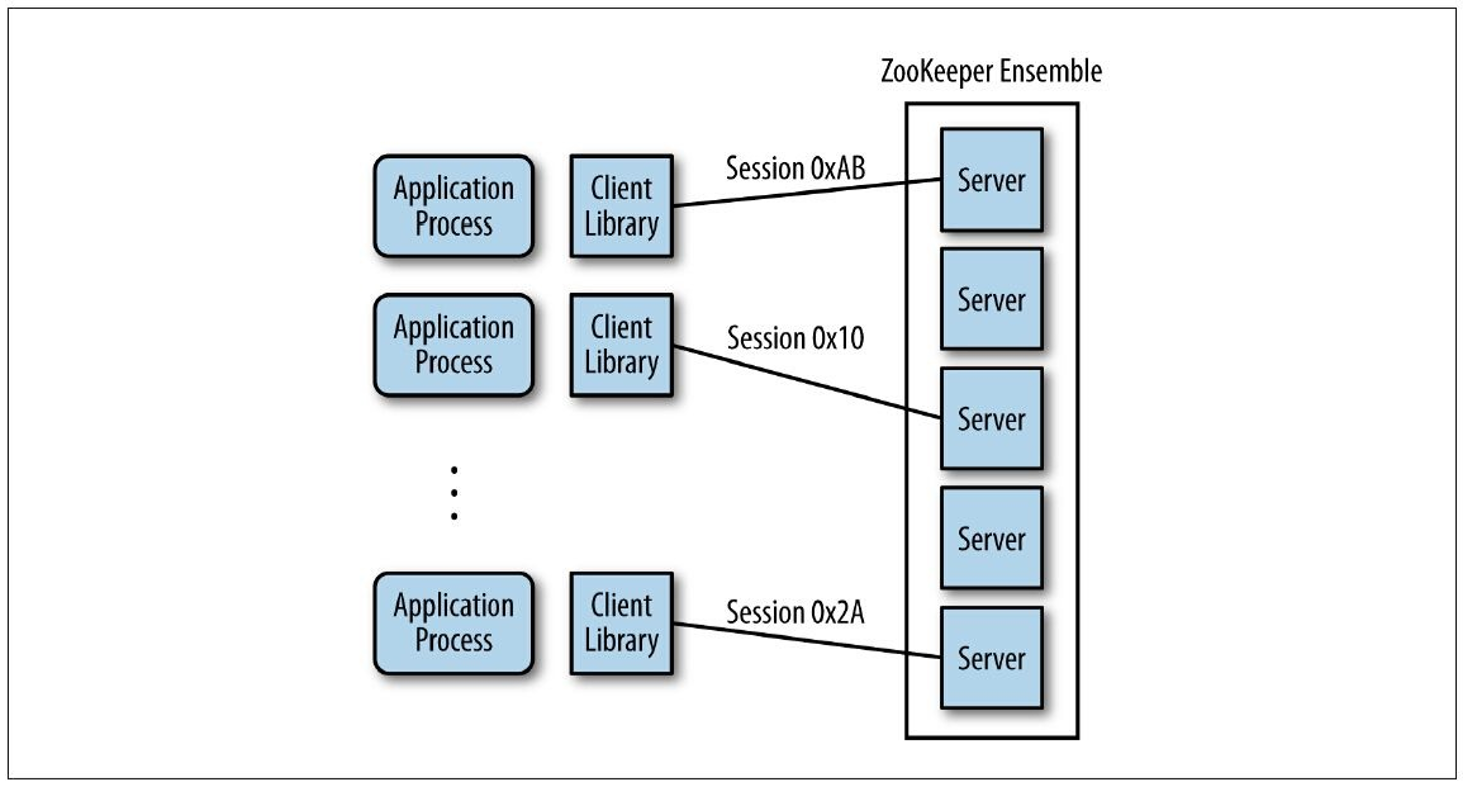 ZooKeeper Ensemble
Application
Process
Client
Library
Session 0xAB
Server
Server
Application
Process
Client
Library
Session 0x10
Server
Server
Application
Process
Client
Library
Session 0x2A
Server